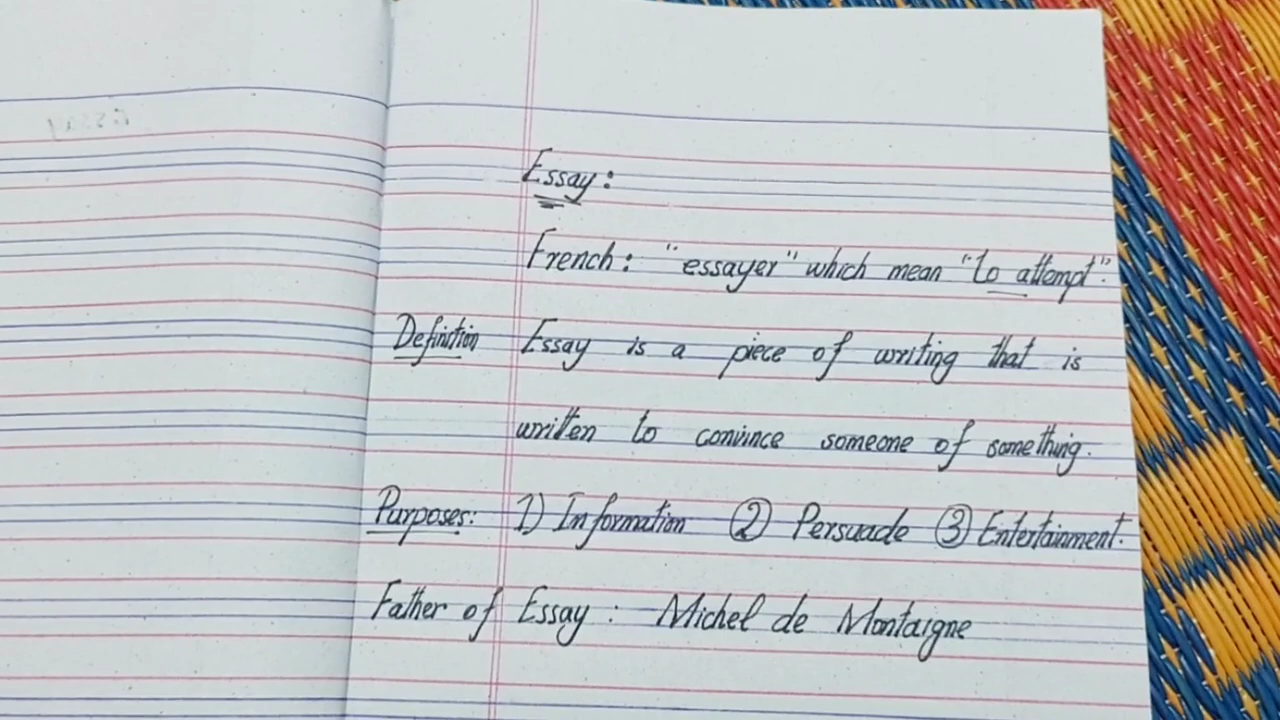 Essay:
French: "essayer" which mean "to attempt".
Definition Essay is a piece of writing that is
written to convince someone of something.
Purposes: 1) Information ② Persuade ③ Entertainment.
Father of Essay : Michel de Montaigne